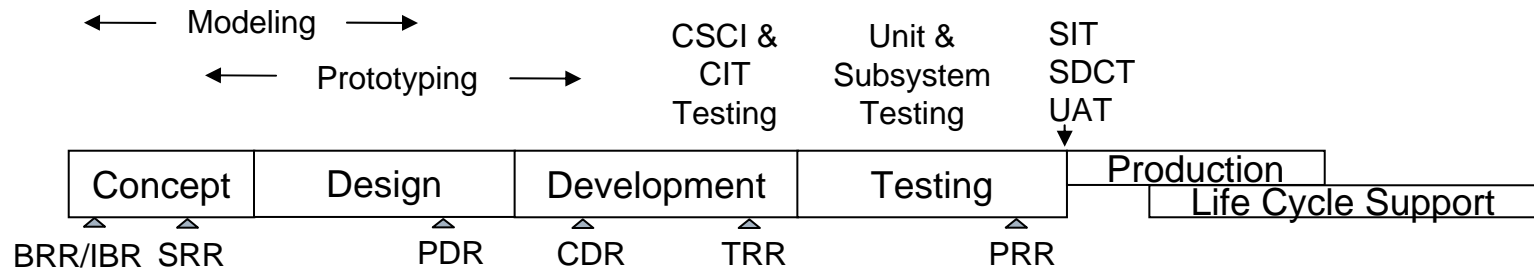 Modeling
Prototyping
CSCI &
CIT
Testing
Unit &
Subsystem
Testing
SIT
SDCT
UAT
Concept
Design
Development
Testing
Production
Life Cycle Support
BRR/IBR
SRR
PDR
CDR
TRR
PRR